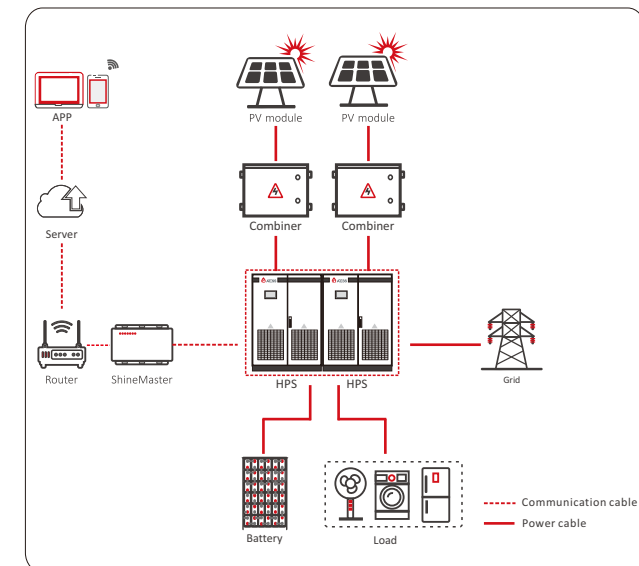 APP
PV module
PV module
Server
Combiner
Combiner
Router
ShineMaster
HPS
HPS
Grid
Battery
Load
Communication cable
Power cable